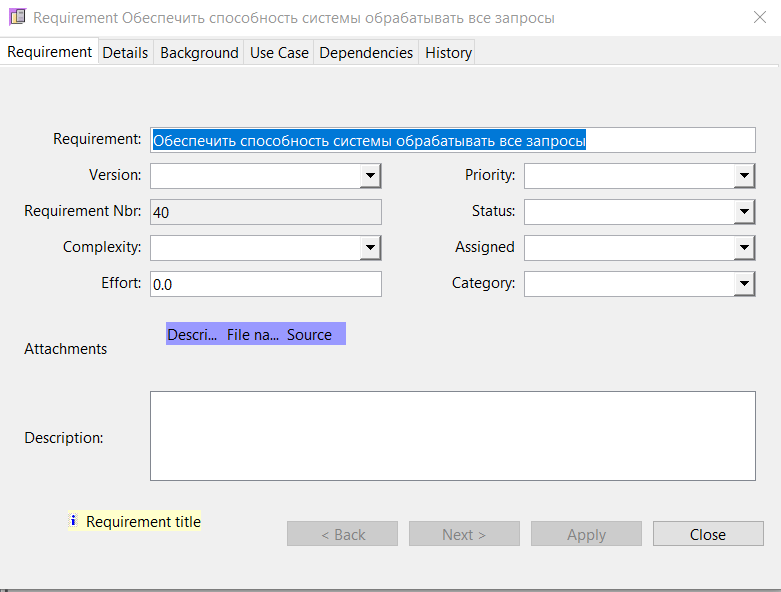 Requirement Обеспечить способность системы обрабатывать все запросы
Requirement Details Background Use Case Dependencies History
Requirement: Обеспечить способность системы обрабатывать все запросы
Version: Priority:
Requirement Nbr: 40 Status:
Complexity: Assigned
Effort: 0.0 Category:
Descri... File na... Source
Attachments
Description:
i Requirement title
< Back Next > Apply Close